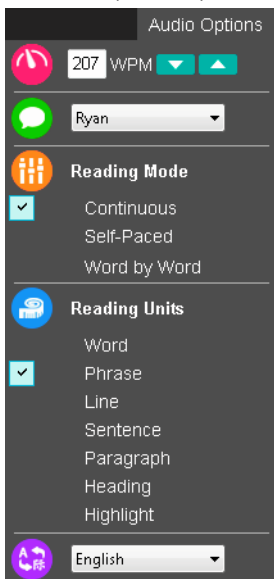 Audio Options
207 WPM
Ryan
Reading Mode
Continuous
Self-Paced
Word by Word
Reading Units
Word
Phrase
Line
Sentence
Paragraph
Heading
Highlight
English